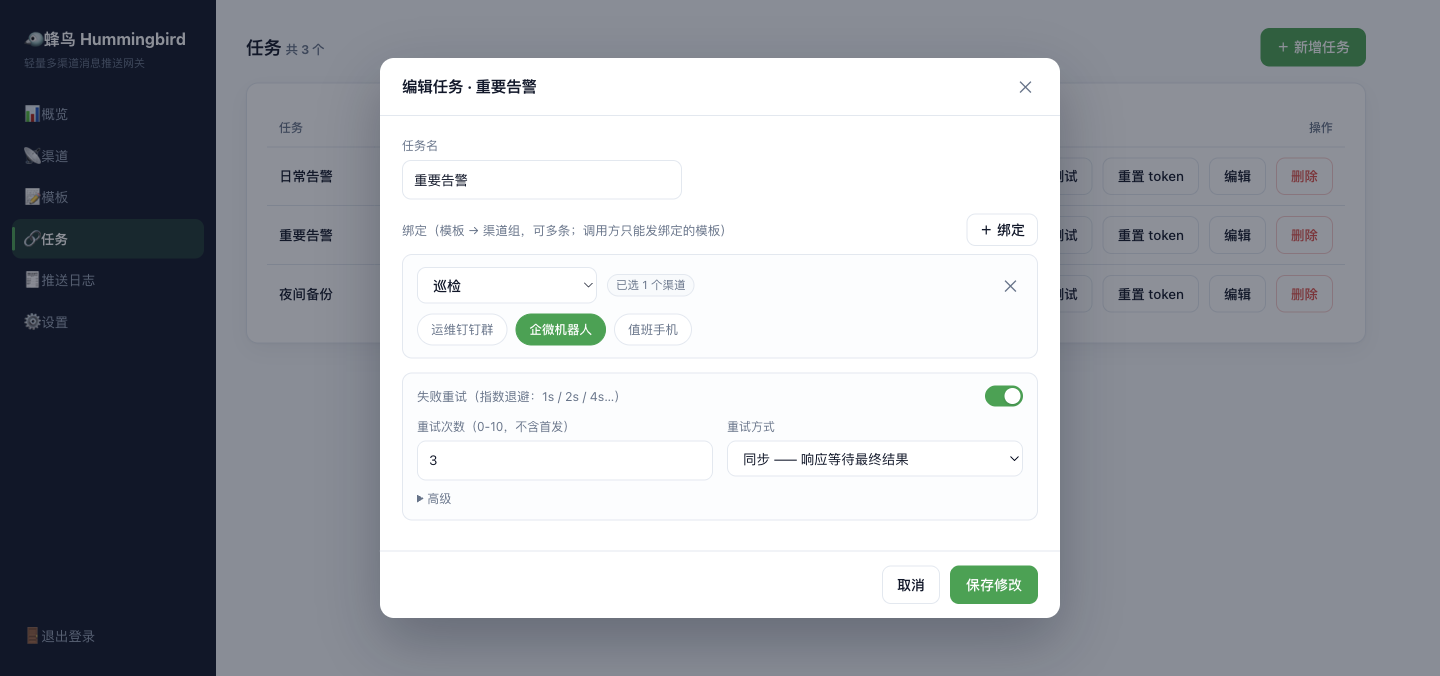 蜂鸟 Hummingbird
轻量多渠道消息推送网关
概览
渠道
模板
任务
推送日志
设置
退出登录
任务 共 3 个
+ 新增任务
任务
操作
日常告警
重置 token
编辑
删除
重要告警
重置 token
编辑
删除
夜间备份
重置 token
编辑
删除
编辑任务 · 重要告警
任务名
重要告警
绑定（模板 → 渠道组，可多条；调用方只能发绑定的模板）
+ 绑定
巡检
已选 1 个渠道
运维钉钉群
企微机器人
值班手机
失败重试（指数退避：1s / 2s / 4s…）
重试次数（0-10，不含首发）
重试方式
3
同步 —— 响应等待最终结果
高级
取消
保存修改